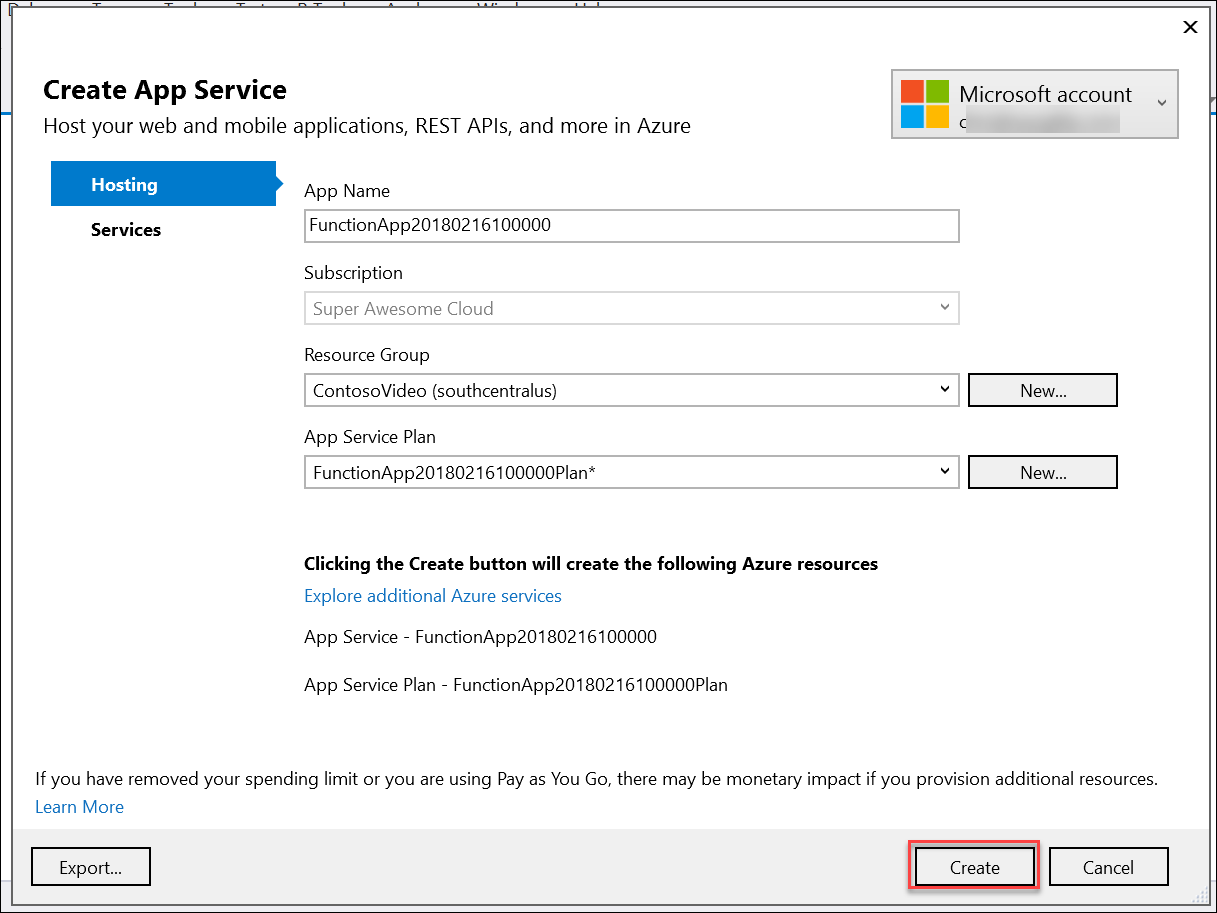 Create App Service
Host your web and mobile applications, REST APIs, and more in Azure
Microsoft account
Hosting
Services
App Name
FunctionApp20180216100000
Subscription
Super Awesome Cloud
Resource Group
ContosoVideo (southcentralus)
New...
App Service Plan
FunctionApp20180216100000Plan*
New...
Clicking the Create button will create the following Azure resources
Explore additional Azure services
App Service - FunctionApp20180216100000
App Service Plan - FunctionApp20180216100000Plan
If you have removed your spending limit or you are using Pay as You Go, there may be monetary impact if you provision additional resources.
Learn More
Export...
Create
Cancel